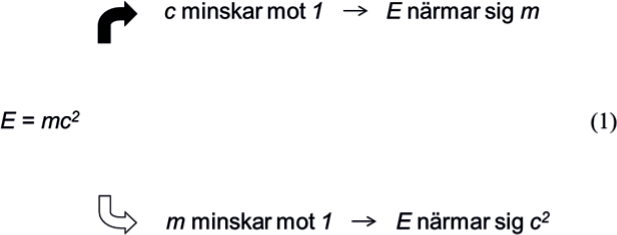 c minskar mot 1 → E närmar sig m
E = mc² (1)
m minskar mot 1 → E närmar sig c²